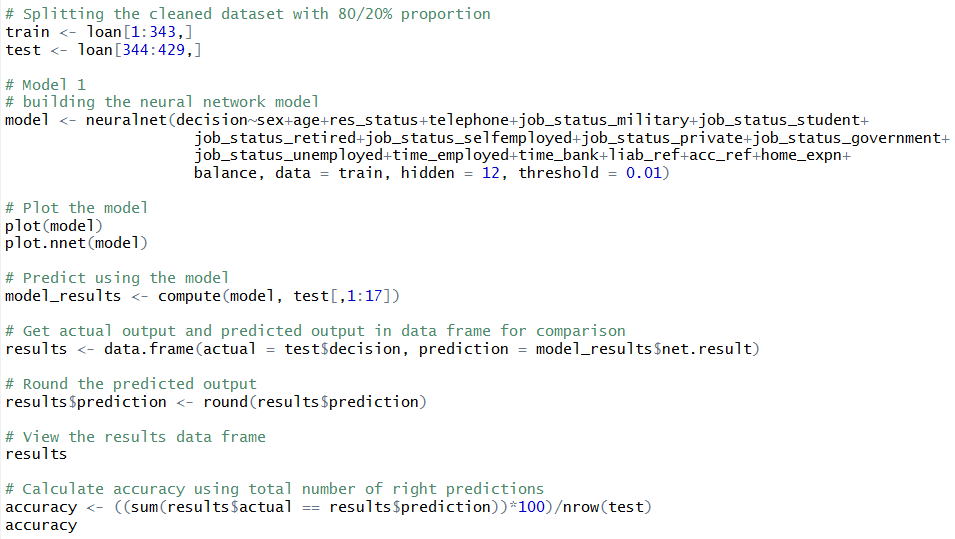 # Splitting the cleaned dataset with 80/20% proportion
train <- loan[1:343,]
test <- loan[344:429,]
# Model 1
# building the neural network model
model <- neuralnet(decision~sex+age+res_status+telephone+job_status_military+job_status_student+
job_status_retired+job_status_selfemployed+job_status_private+job_status_government+
job_status_unemployed+time_employed+time_bank+liab_ref+acc_ref+home_expn+
balance, data = train, hidden = 12, threshold = 0.01)
# Plot the model
plot(model)
plot.nnet(model)
# Predict using the model
model_results <- compute(model, test[,1:17])
# Get actual output and predicted output in data frame for comparison
results <- data.frame(actual = test$decision, prediction = model_results$net.result)
# Round the predicted output
results$prediction <- round(results$prediction)
# View the results data frame
results
# Calculate accuracy using total number of right predictions
accuracy <- ((sum(results$actual == results$prediction))*100)/nrow(test)
accuracy